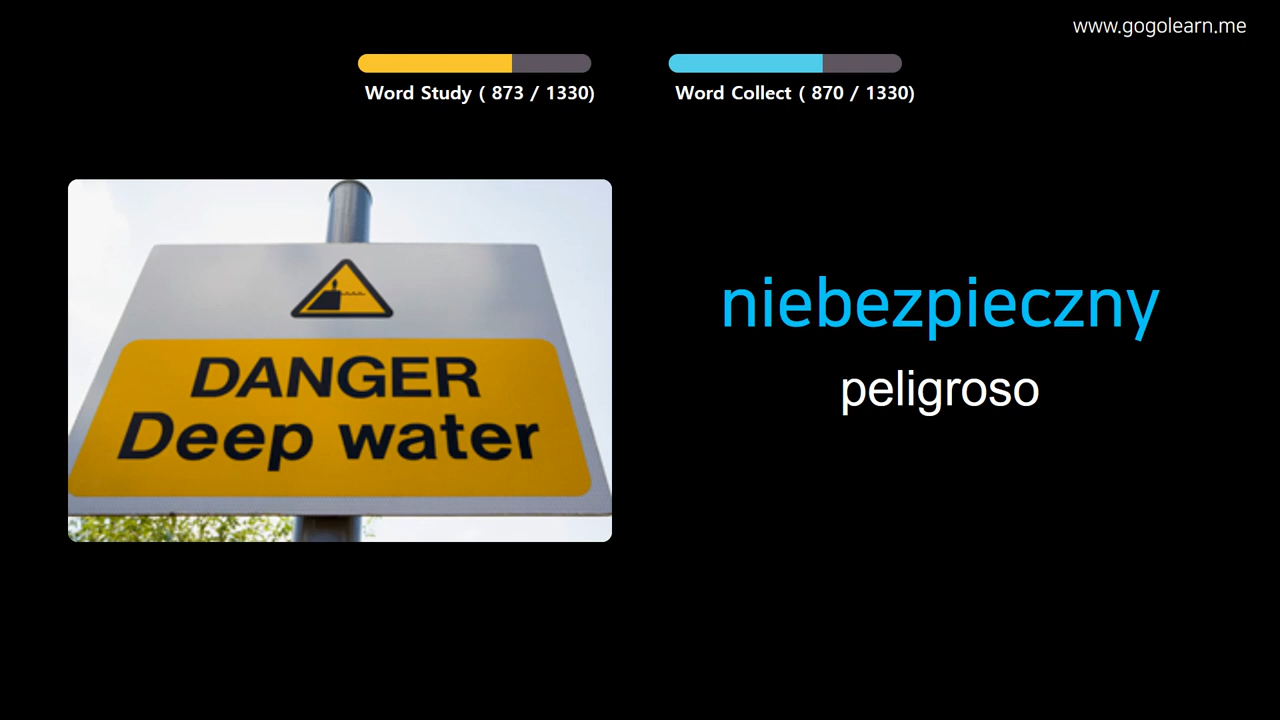 www.gogolearn.me
Word Study ( 873 / 1330)
Word Collect ( 870 / 1330)
DANGER
Deep water
niebezpieczny
peligroso